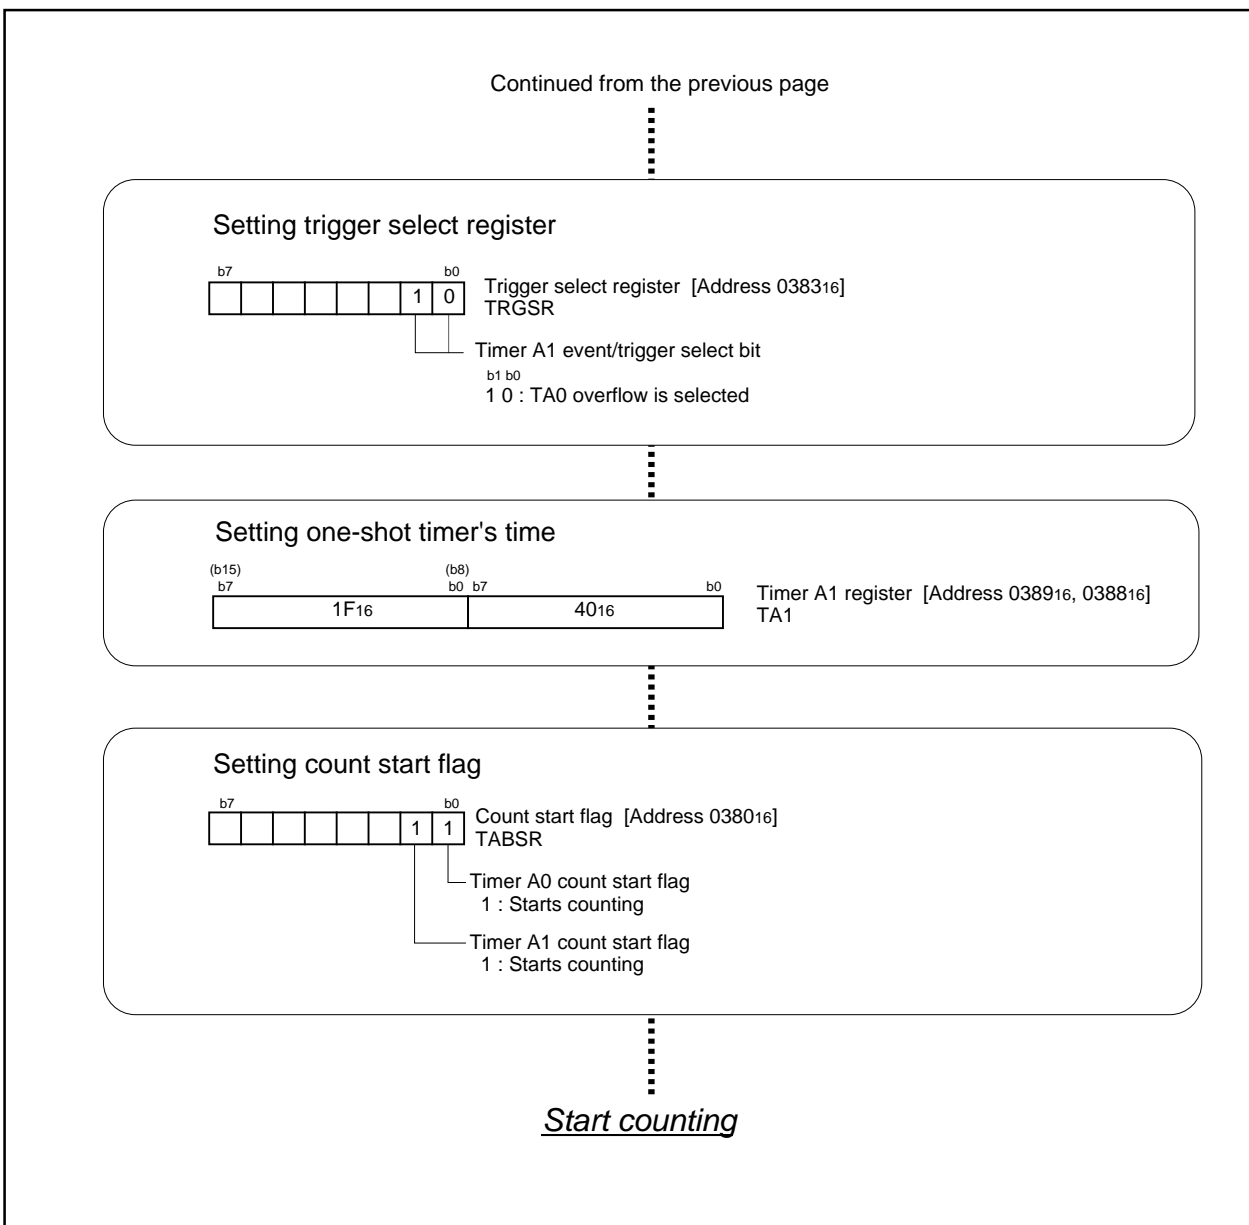 Continued from the previous page
Setting trigger select register
b7 b0
1 0
Trigger select register [Address 038316]
TRGSR
Timer A1 event/trigger select bit
b1 b0
1 0 : TA0 overflow is selected
Setting one-shot timer's time
(b15) (b8)
b7 b0 b7 b0
1F16 4016
Timer A1 register [Address 038916, 038816]
TA1
Setting count start flag
b7 b0
1 1
Count start flag [Address 038016]
TABSR
Timer A0 count start flag
1 : Starts counting
Timer A1 count start flag
1 : Starts counting
Start counting